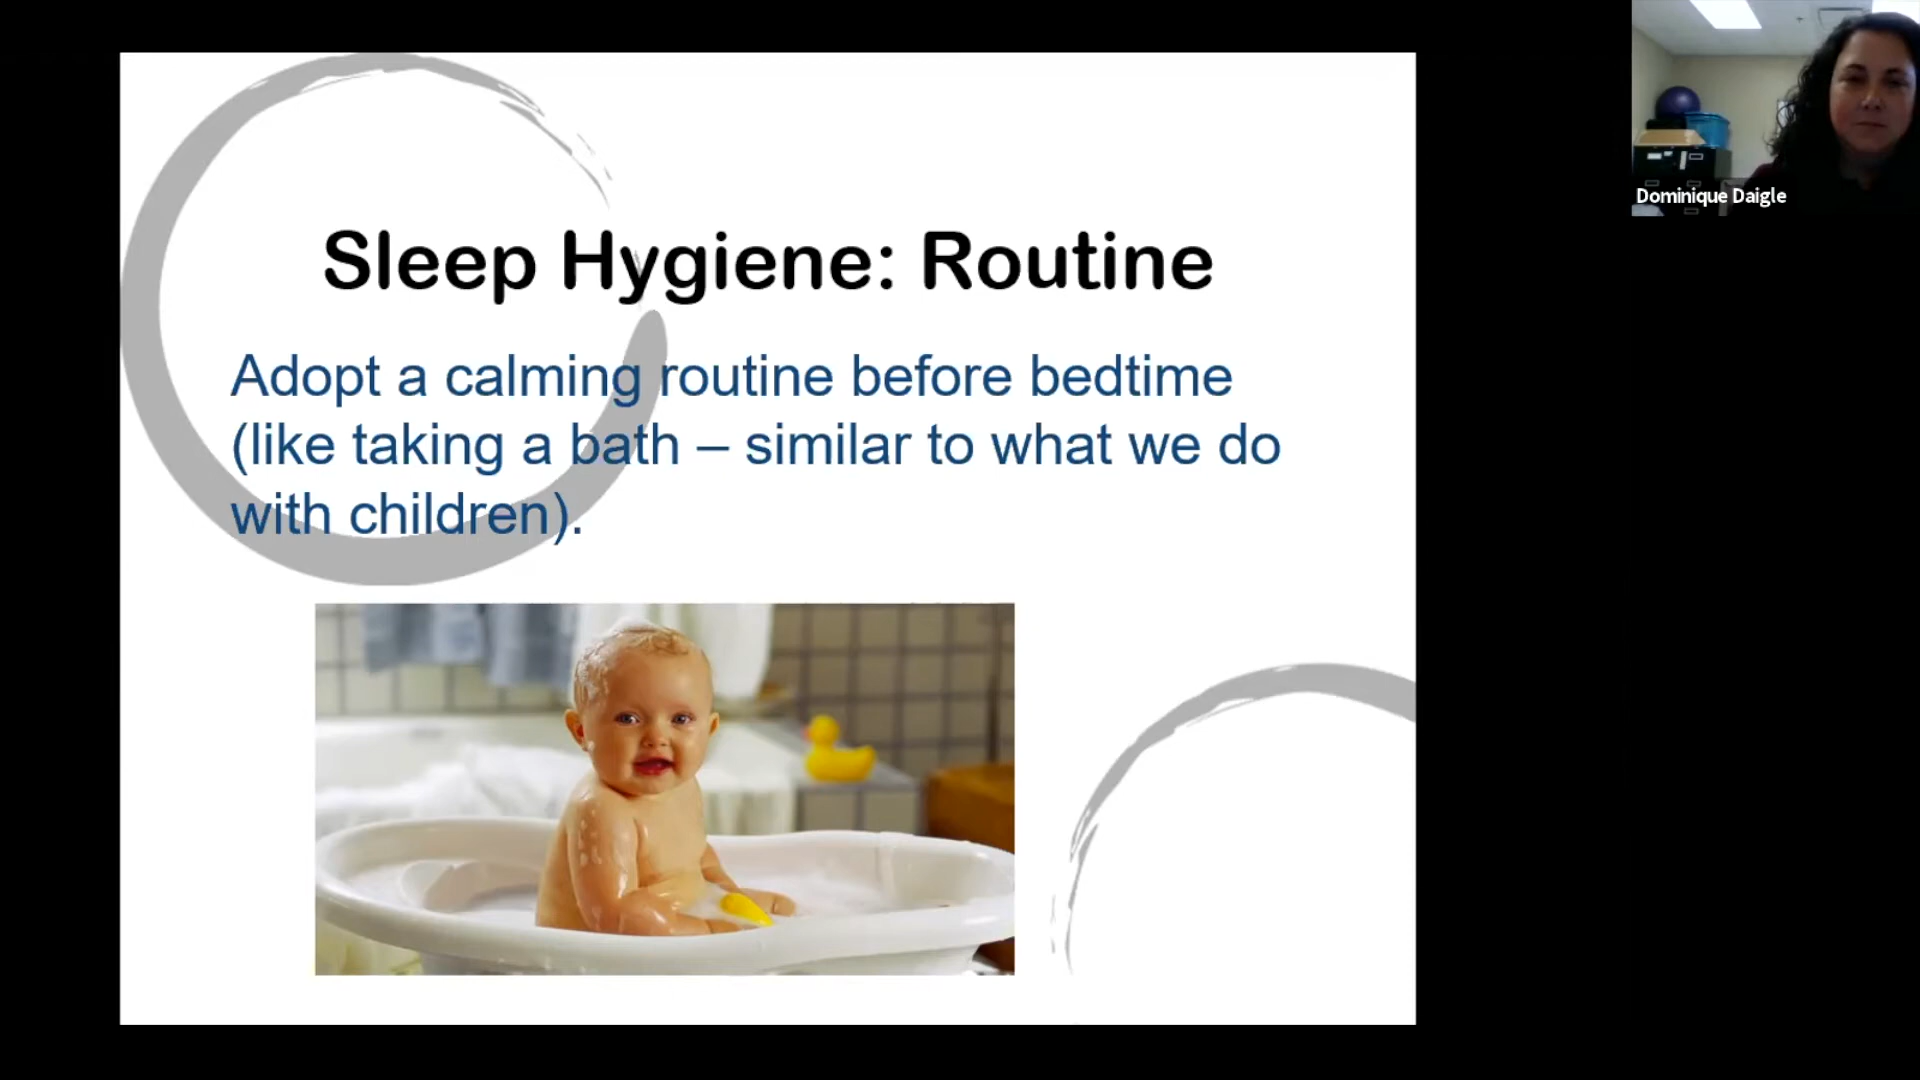 Sleep Hygiene: Routine
Adopt a calming routine before bedtime
(like taking a bath – similar to what we do
with children).
Dominique Daigle